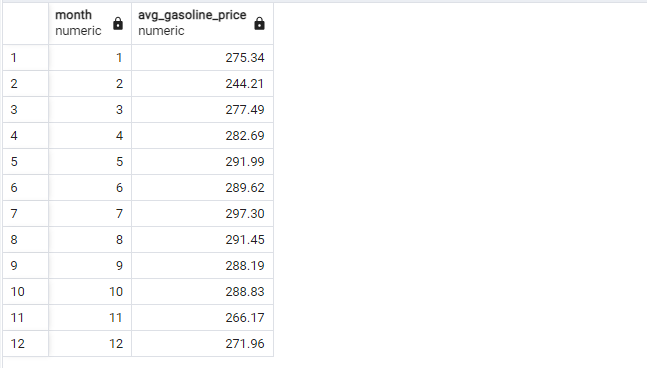 month avg_gasoline_price
numeric numeric
1 1 275.34
2 2 244.21
3 3 277.49
4 4 282.69
5 5 291.99
6 6 289.62
7 7 297.30
8 8 291.45
9 9 288.19
10 10 288.83
11 11 266.17
12 12 271.96